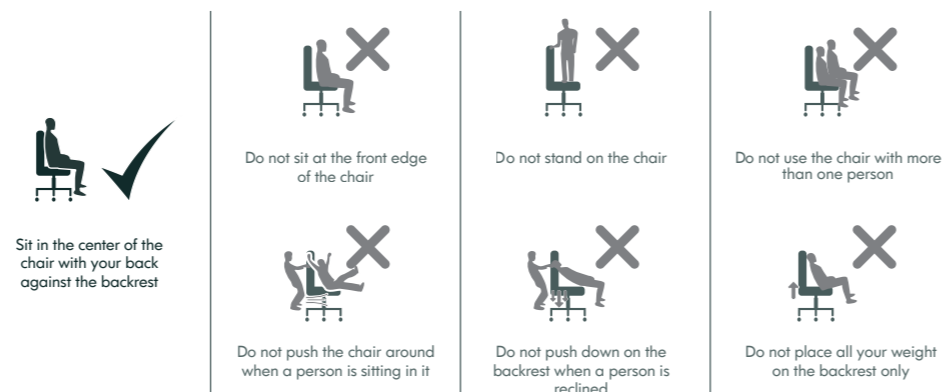 Sit in the center of the
chair with your back
against the backrest
Do not sit at the front edge
of the chair
Do not stand on the chair
Do not use the chair with more
than one person
Do not push the chair around
when a person is sitting in it
Do not push down on the
backrest when a person is
reclined
Do not place all your weight
on the backrest only